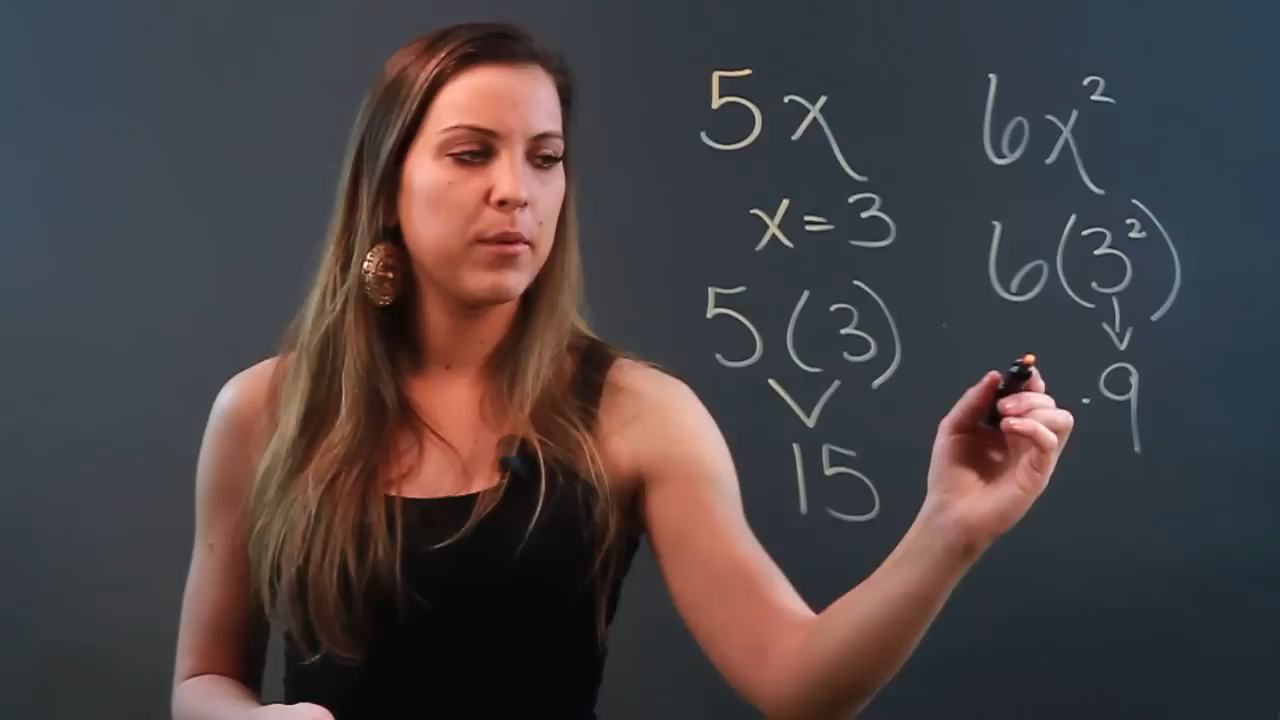 5x
x = 3
5(3)
15
6x²
6(3²)
↓
· 9